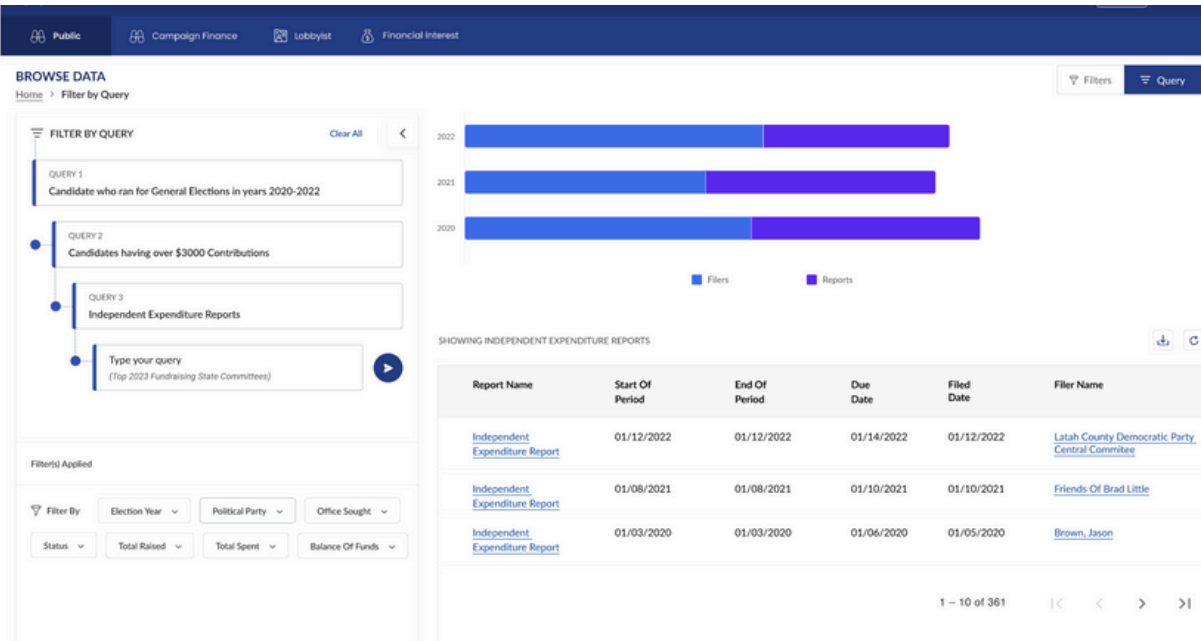 Public
Campaign Finance
Lobbyist
Financial Interest
BROWSE DATA
Home > Filter by Query
Filters
Query
FILTER BY QUERY
Clear All
QUERY 1
Candidate who ran for General Elections in years 2020-2022
QUERY 2
Candidates having over $3000 Contributions
QUERY 3
Independent Expenditure Reports
Type your query
(Top 2023 Fundraising State Committees)
Filter(s) Applied
Filter By
Election Year
Political Party
Office Sought
Status
Total Raised
Total Spent
Balance Of Funds
2022
2021
2020
Filers
Reports
SHOWING INDEPENDENT EXPENDITURE REPORTS
Report Name
Start Of
Period
End Of
Period
Due
Date
Filed
Date
Filer Name
Independent
Expenditure Report
01/12/2022
01/12/2022
01/14/2022
01/12/2022
Latah County Democratic Party
Central Commitee
Independent
Expenditure Report
01/08/2021
01/08/2021
01/10/2021
01/10/2021
Friends Of Brad Little
Independent
Expenditure Report
01/03/2020
01/03/2020
01/06/2020
01/05/2020
Brown, Jason
1 – 10 of 361